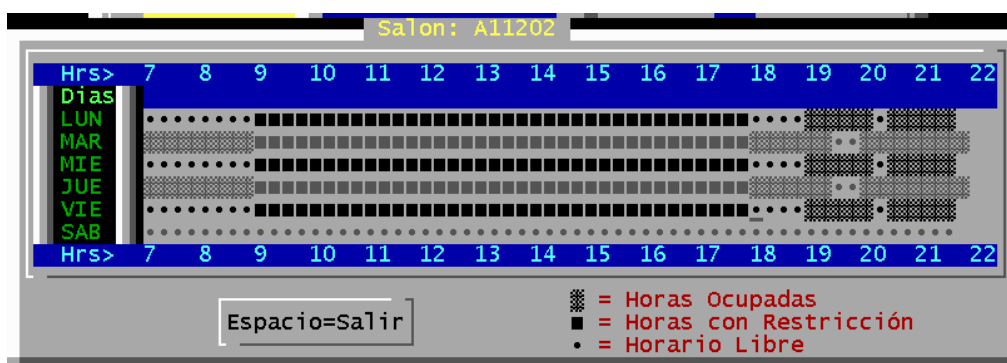 Salon: A11202
Hrs> 7 8 9 10 11 12 13 14 15 16 17 18 19 20 21 22
Dias
LUN
MAR
MIE
JUE
VIE
SAB
Hrs> 7 8 9 10 11 12 13 14 15 16 17 18 19 20 21 22
▒ = Horas Ocupadas
Espacio=Salir ■ = Horas con Restricción
• = Horario Libre